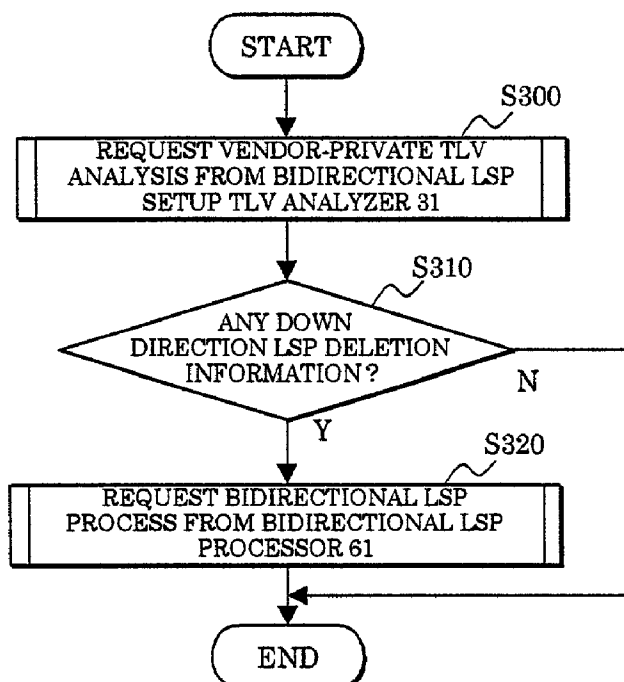 START
S300
REQUEST VENDOR-PRIVATE TLV
ANALYSIS FROM BIDIRECTIONAL LSP
SETUP TLV ANALYZER 31
S310
ANY DOWN
DIRECTION LSP DELETION
INFORMATION?
N
Y
S320
REQUEST BIDIRECTIONAL LSP
PROCESS FROM BIDIRECTIONAL LSP
PROCESSOR 61
END